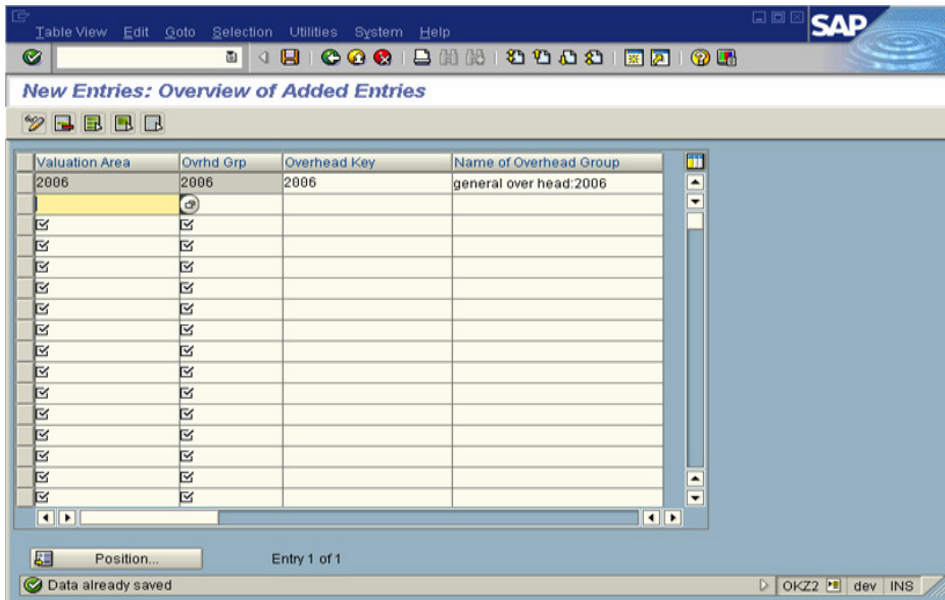 Table View Edit Goto Selection Utilities System Help
SAP
New Entries: Overview of Added Entries
Valuation Area Ovrhd Grp Overhead Key Name of Overhead Group
2006 2006 2006 general over head:2006
Position... Entry 1 of 1
Data already saved OKZ2 dev INS